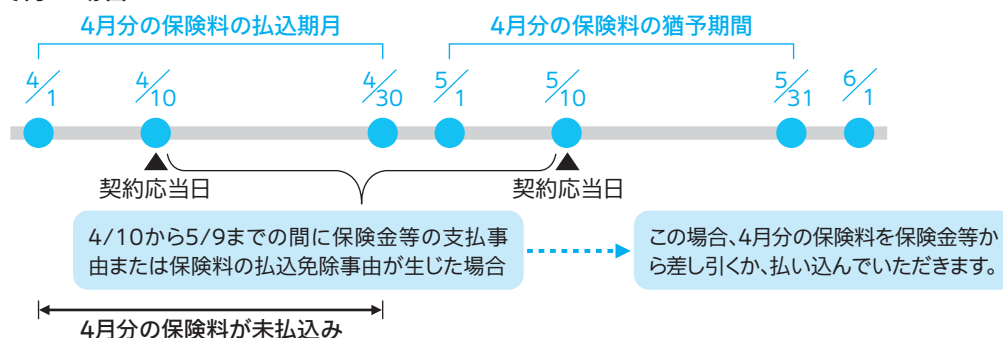 4月分の保険料の払込期月
4月分の保険料の猶予期間
4/1
4/10
4/30
5/1
5/10
5/31
6/1
契約応当日
契約応当日
4/10から5/9までの間に保険金等の支払事
由または保険料の払込免除事由が生じた場合
この場合、4月分の保険料を保険金等か
ら差し引くか、払い込んでいただきます。
4月分の保険料が未払込み